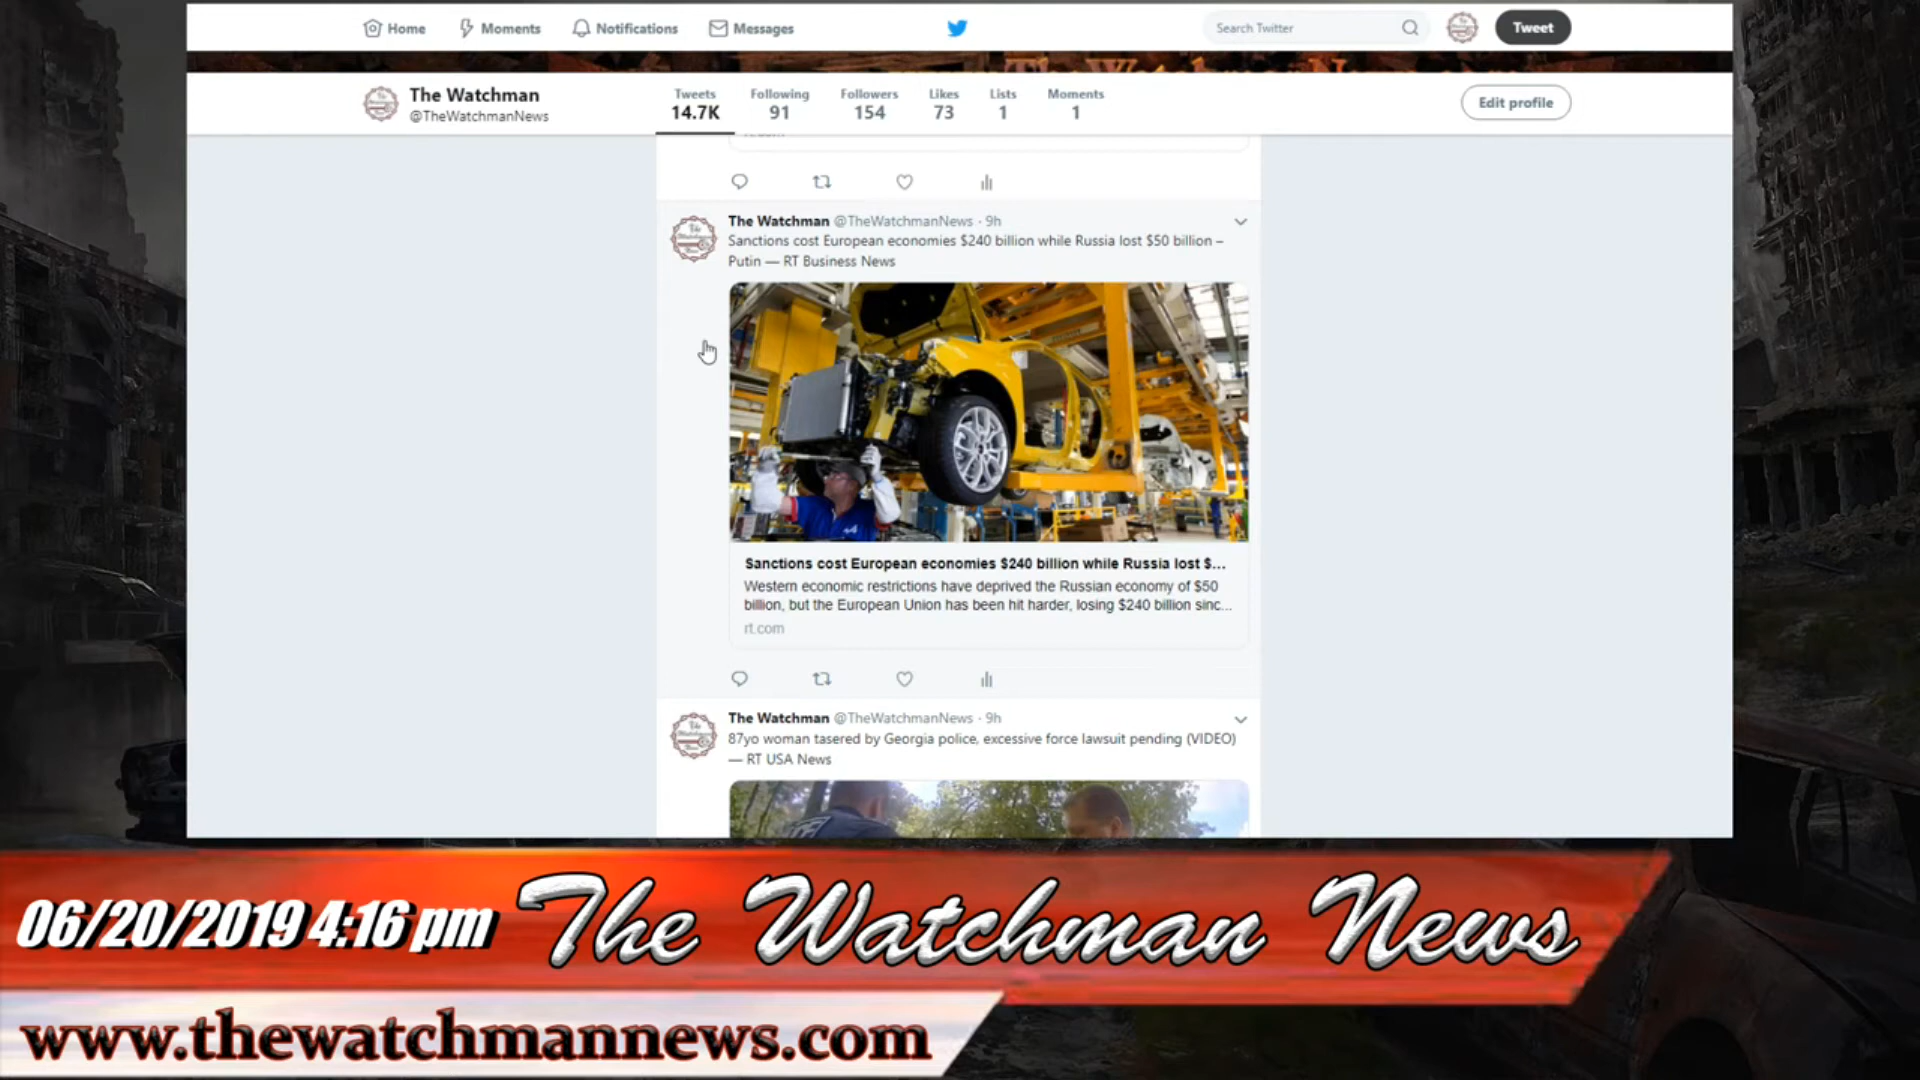 Home Moments Notifications Messages Search Twitter Tweet
The Watchman
@TheWatchmanNews
Tweets Following Followers Likes Lists Moments
14.7K 91 154 73 1 1
Edit profile
The Watchman @TheWatchmanNews · 9h
Sanctions cost European economies $240 billion while Russia lost $50 billion –
Putin — RT Business News
Sanctions cost European economies $240 billion while Russia lost $...
Western economic restrictions have deprived the Russian economy of $50
billion, but the European Union has been hit harder, losing $240 billion sinc...
rt.com
The Watchman @TheWatchmanNews · 9h
87yo woman tasered by Georgia police, excessive force lawsuit pending (VIDEO)
— RT USA News
06/20/2019 4:16 pm
The Watchman News
www.thewatchmannews.com